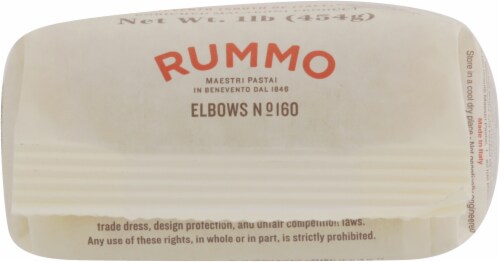 Net Wt. 1lb (454g)
RUMMO
MAESTRI PASTAI
IN BENEVENTO DAL 1846
ELBOWS Nº160
trade dress, design protection, and unfair competition laws.
Any use of these rights, in whole or in part, is strictly prohibited.
Store in a cool dry place
Made in Italy